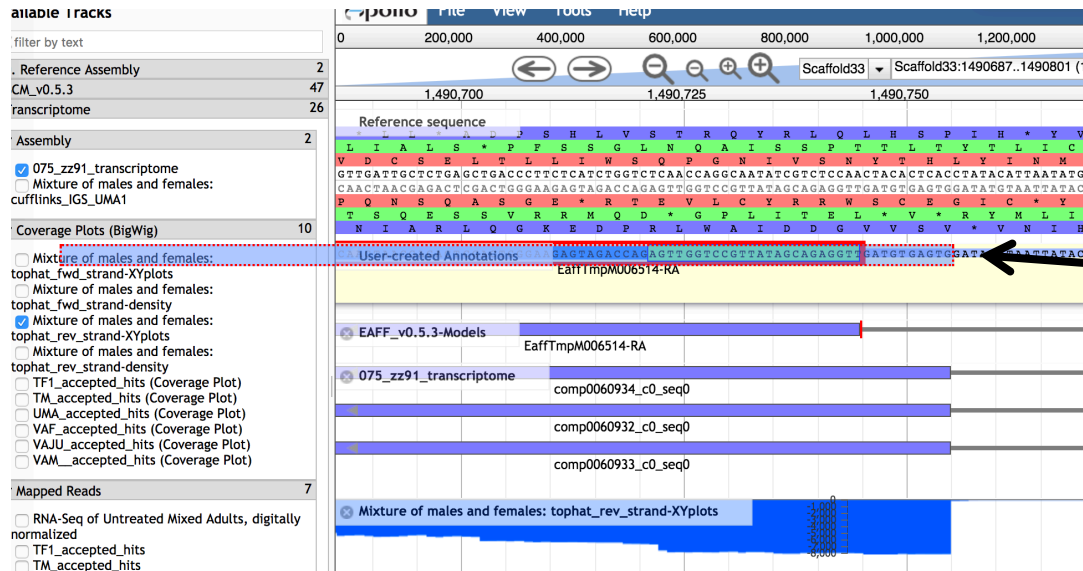 ailable Tracks
filter by text
. Reference Assembly 2
CM_v0.5.3 47
ranscriptome 26
Assembly 2
075_zz91_transcriptome
Mixture of males and females:
cufflinks_IGS_UMA1
Coverage Plots (BigWig) 10
Mixture of males and females:
tophat_fwd_strand-XYplots
Mixture of males and females:
tophat_fwd_strand-density
Mixture of males and females:
tophat_rev_strand-XYplots
Mixture of males and females:
tophat_rev_strand-density
TF1_accepted_hits (Coverage Plot)
TM_accepted_hits (Coverage Plot)
UMA_accepted_hits (Coverage Plot)
VAF_accepted_hits (Coverage Plot)
VAJU_accepted_hits (Coverage Plot)
VAM__accepted_hits (Coverage Plot)
Mapped Reads 7
RNA-Seq of Untreated Mixed Adults, digitally
normalized
TF1_accepted_hits
TM_accepted_hits
File View Tools Help
0 200,000 400,000 600,000 800,000 1,000,000 1,200,000
Scaffold33 Scaffold33:1490687..1490801
1,490,700 1,490,725 1,490,750
Reference sequence
P S H L V S T R Q Y R L Q L H S P I H * Y V
L I A L S * P F S S G L N Q A I S S P T T L T Y T L I C
V D C S E L T L L I W S Q P G N I V S N Y T H L Y I N M
GTTGATTGCTCTGAGCTGACCCTTCTCATCTGGTCTCAACCAGGCAATATCGTCTCCAACTACACTCACCTATACATTAATATG
CAACTAACGAGACTCGACTGGGAAGAGTAGACCAGAGTTGGTCCGTTATAGCAGAGGTTGATGTGAGTGGATATGTAATTATAC
P Q N S Q A S G E * R T E V L C Y R R W S C E G I C * Y
T S Q E S S V R R M Q D * G P L I T E L * V * R Y M L I
N I A R L Q G K E D P R L W A I D D G V V S V * V N I H
User-created Annotations
GAGTAGACCAGAGTTGGTCCGTTATAGCAGAGGTTGATGTGAGTGGATA
EaffTmpM006514-RA
EAFF_v0.5.3-Models
EaffTmpM006514-RA
075_zz91_transcriptome
comp0060934_c0_seq0
comp0060932_c0_seq0
comp0060933_c0_seq0
Mixture of males and females: tophat_rev_strand-XYplots
0